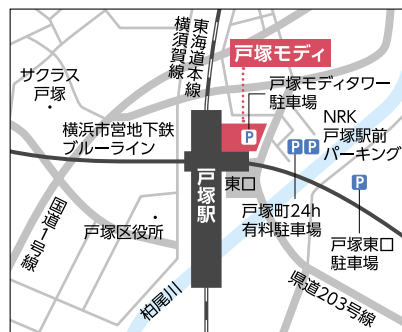 東海道本線
横須賀線
戸塚モディ
サクラス
戸塚
戸塚モディタワー
駐車場
P
横浜市営地下鉄
ブルーライン
NRK
戸塚駅前
パーキング
P P
戸塚駅
東口
P
国道1号線
戸塚区役所
戸塚町24h
有料駐車場
戸塚東口
駐車場
柏尾川
県道203号線